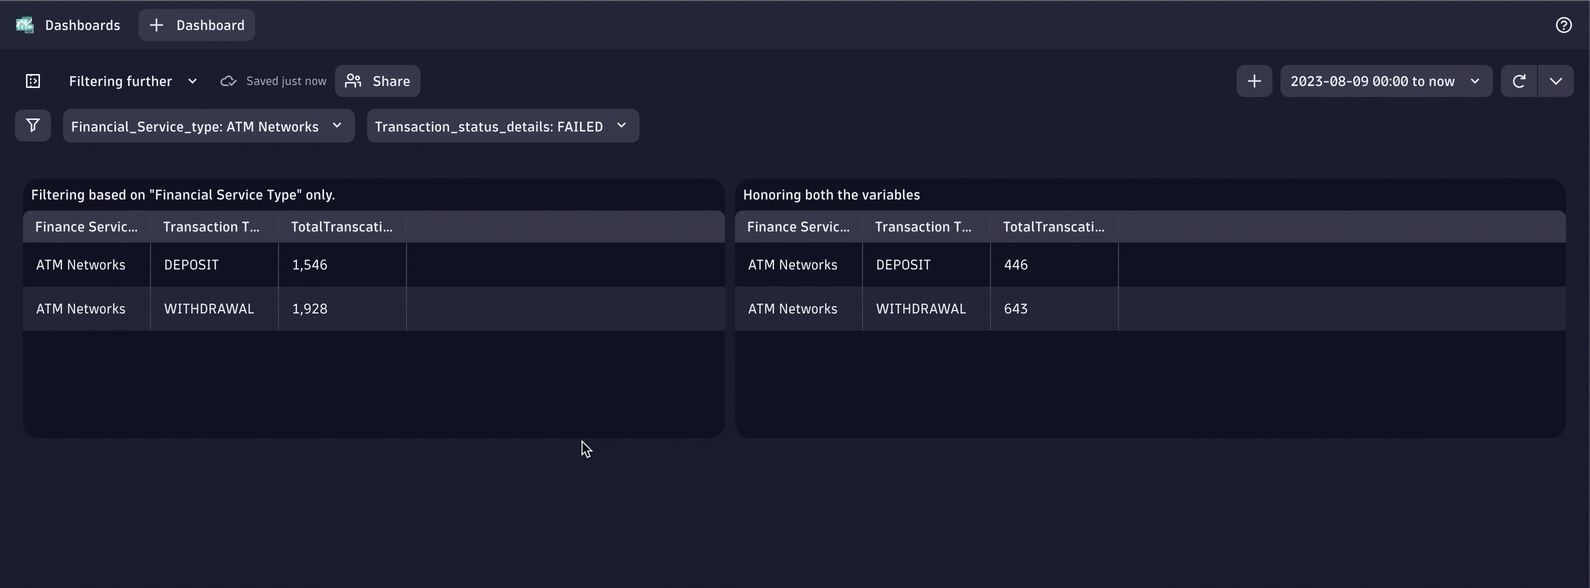 Dashboards Dashboard
Filtering further Saved just now Share 2023-08-09 00:00 to now
Financial_Service_type: ATM Networks Transaction_status_details: FAILED
Filtering based on "Financial Service Type" only.
Finance Servic... Transaction T... TotalTranscati...
ATM Networks DEPOSIT 1,546
ATM Networks WITHDRAWAL 1,928
Honoring both the variables
Finance Servic... Transaction T... TotalTranscati...
ATM Networks DEPOSIT 446
ATM Networks WITHDRAWAL 643